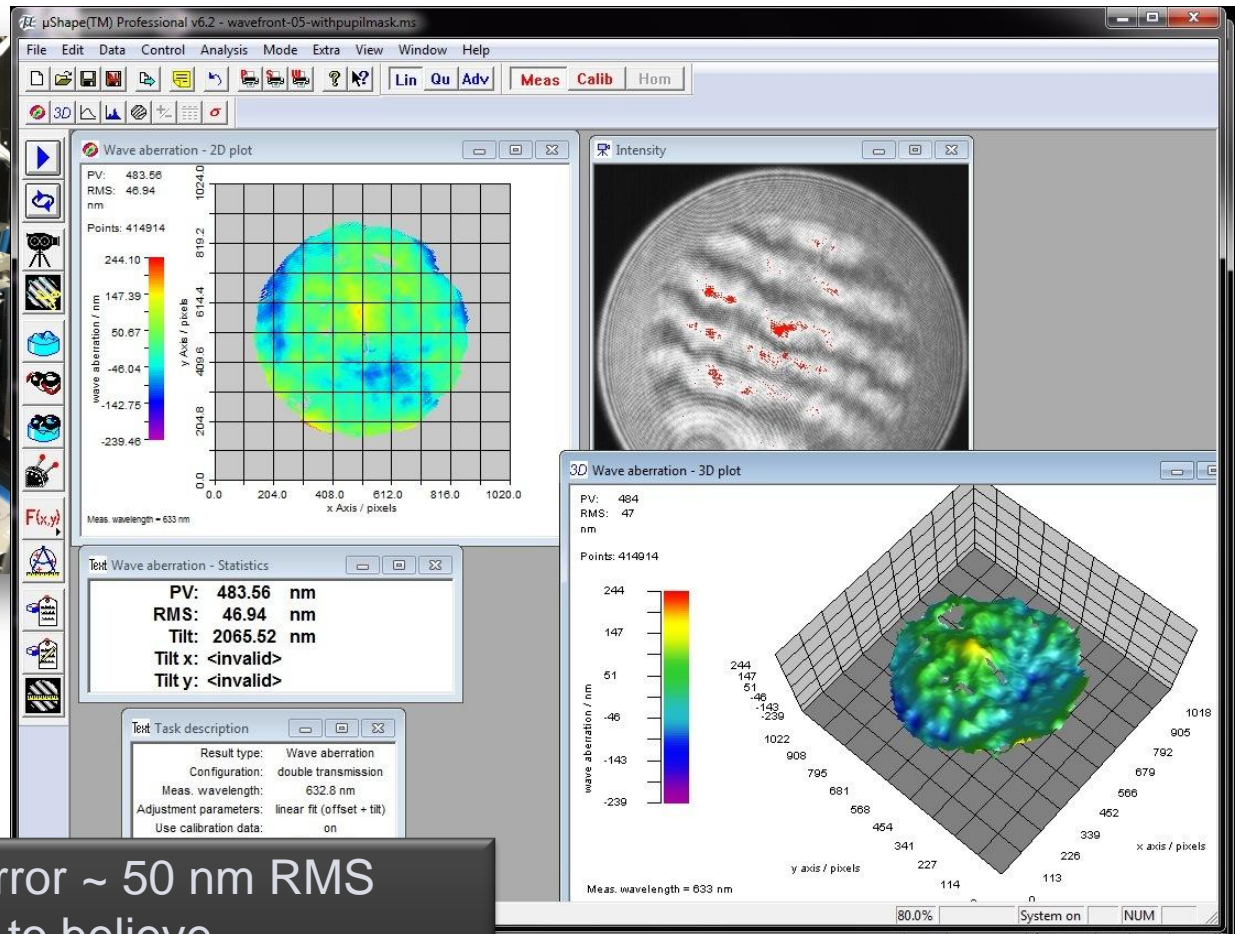 µShape(TM) Professional v6.2 - wavefront-05-withpupilmask.ms
File Edit Data Control Analysis Mode Extra View Window Help
Lin Qu Adv Meas Calib Hom
3D σ
Wave aberration - 2D plot
PV: 483.56
RMS: 46.94
nm
Points: 414914
244.10
147.39
50.67
-46.04
-142.75
-239.46
wave aberration / nm
1024.0
819.2
614.4
409.6
204.8
0.0
y Axis / pixels
0.0 204.0 408.0 612.0 816.0 1020.0
x Axis / pixels
Meas. wavelength = 633 nm
Intensity
F(x,y)
Text Wave aberration - Statistics
PV: 483.56 nm
RMS: 46.94 nm
Tilt: 2065.52 nm
Tilt x: <invalid>
Tilt y: <invalid>
Text Task description
Result type: Wave aberration
Configuration: double transmission
Meas. wavelength: 632.8 nm
Adjustment parameters: linear fit (offset + tilt)
Use calibration data: on
3D Wave aberration - 3D plot
PV: 484
RMS: 47
nm
Points: 414914
244
147
51
-46
-143
-239
wave aberration / nm
244
147
51
-46
-143
-239
1022
908
795
681
568
454
341
227
114
y axis / pixels
1018
905
792
679
566
452
339
226
113
0
x axis / pixels
Meas. wavelength = 633 nm
80.0% System on NUM
rror ~ 50 nm RMS
to believe